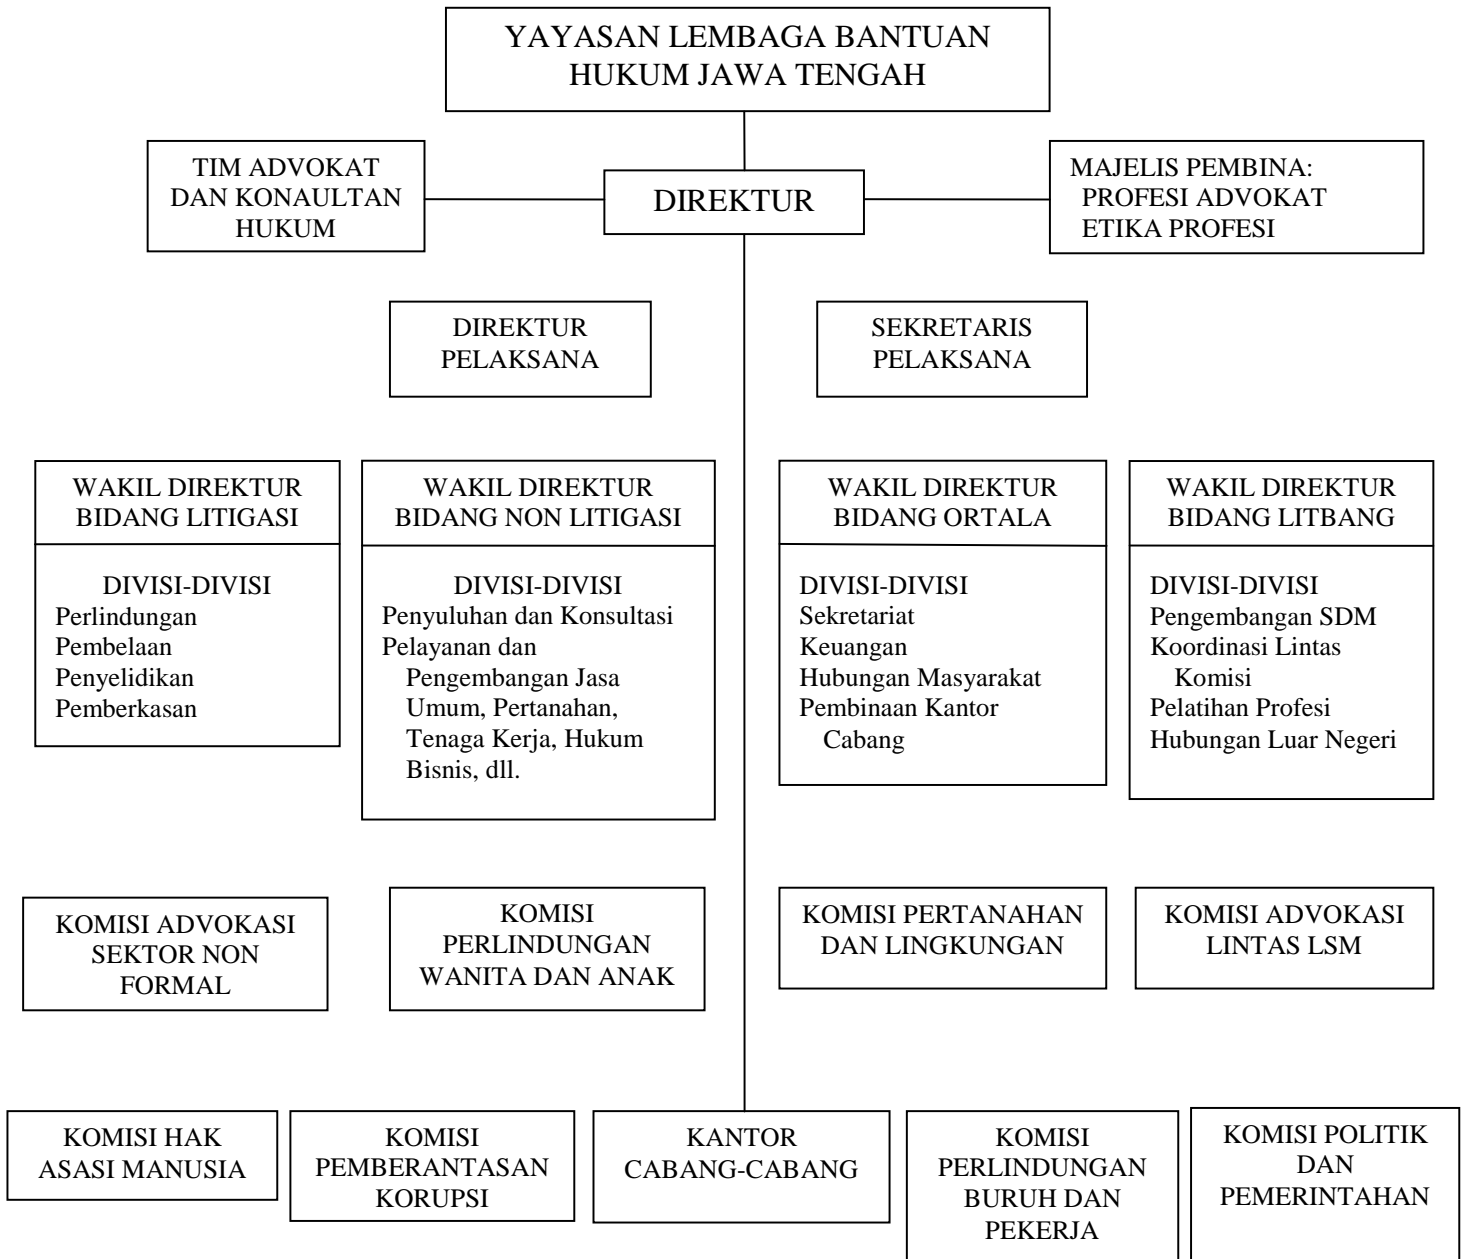 YAYASAN LEMBAGA BANTUAN
HUKUM JAWA TENGAH
TIM ADVOKAT
DAN KONAULTAN
HUKUM
DIREKTUR
MAJELIS PEMBINA:
PROFESI ADVOKAT
ETIKA PROFESI
DIREKTUR
PELAKSANA
SEKRETARIS
PELAKSANA
WAKIL DIREKTUR
BIDANG LITIGASI
DIVISI-DIVISI
Perlindungan
Pembelaan
Penyelidikan
Pemberkasan
WAKIL DIREKTUR
BIDANG NON LITIGASI
DIVISI-DIVISI
Penyuluhan dan Konsultasi
Pelayanan dan
Pengembangan Jasa
Umum, Pertanahan,
Tenaga Kerja, Hukum
Bisnis, dll.
WAKIL DIREKTUR
BIDANG ORTALA
DIVISI-DIVISI
Sekretariat
Keuangan
Hubungan Masyarakat
Pembinaan Kantor
Cabang
WAKIL DIREKTUR
BIDANG LITBANG
DIVISI-DIVISI
Pengembangan SDM
Koordinasi Lintas
Komisi
Pelatihan Profesi
Hubungan Luar Negeri
KOMISI ADVOKASI
SEKTOR NON
FORMAL
KOMISI
PERLINDUNGAN
WANITA DAN ANAK
KOMISI PERTANAHAN
DAN LINGKUNGAN
KOMISI ADVOKASI
LINTAS LSM
KOMISI HAK
ASASI MANUSIA
KOMISI
PEMBERANTASAN
KORUPSI
KANTOR
CABANG-CABANG
KOMISI
PERLINDUNGAN
BURUH DAN
PEKERJA
KOMISI POLITIK
DAN
PEMERINTAHAN